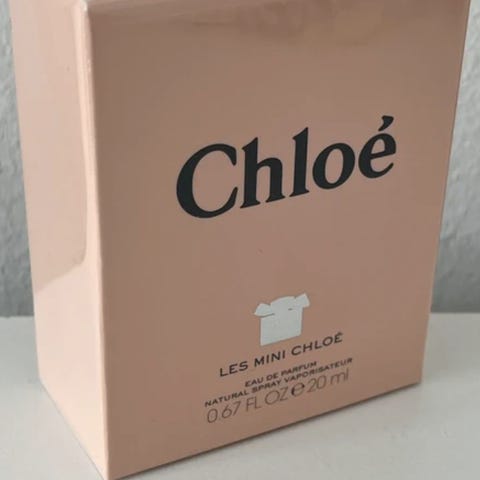 Chloé
LES MINI CHLOÉ
EAU DE PARFUM
NATURAL SPRAY VAPORISATEUR
0.67 FL OZ ℮ 20 ml